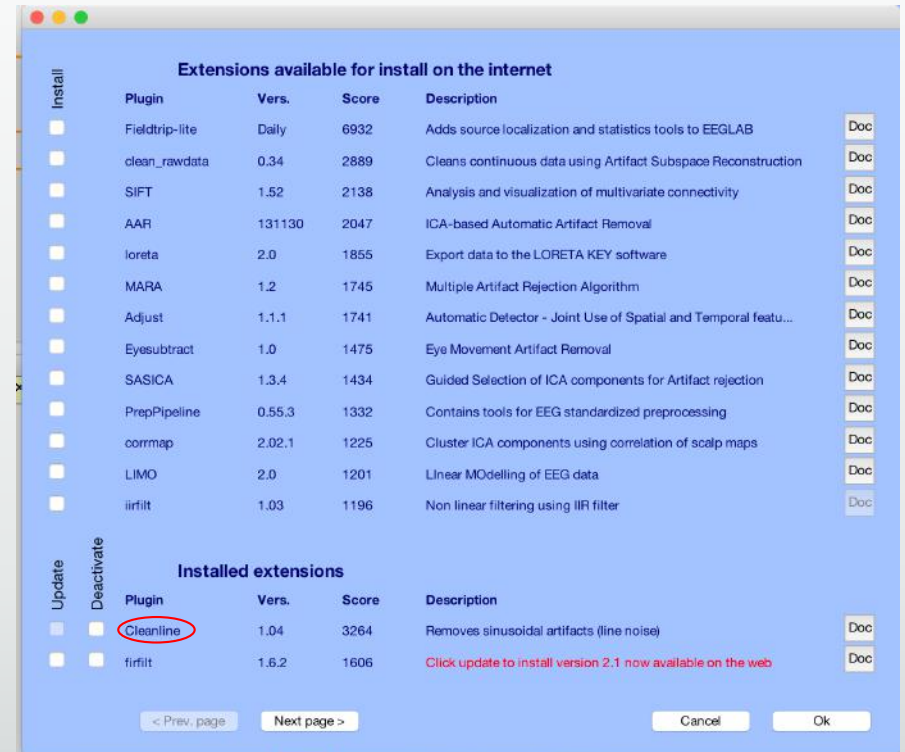 Install
Extensions available for install on the internet
Plugin Vers. Score Description
Fieldtrip-lite Daily 6932 Adds source localization and statistics tools to EEGLAB Doc
clean_rawdata 0.34 2889 Cleans continuous data using Artifact Subspace Reconstruction Doc
SIFT 1.52 2138 Analysis and visualization of multivariate connectivity Doc
AAR 131130 2047 ICA-based Automatic Artifact Removal Doc
loreta 2.0 1855 Export data to the LORETA KEY software Doc
MARA 1.2 1745 Multiple Artifact Rejection Algorithm Doc
Adjust 1.1.1 1741 Automatic Detector - Joint Use of Spatial and Temporal featu... Doc
Eyesubtract 1.0 1475 Eye Movement Artifact Removal Doc
SASICA 1.3.4 1434 Guided Selection of ICA components for Artifact rejection Doc
PrepPipeline 0.55.3 1332 Contains tools for EEG standardized preprocessing Doc
corrmap 2.02.1 1225 Cluster ICA components using correlation of scalp maps Doc
LIMO 2.0 1201 LInear MOdelling of EEG data Doc
iirfilt 1.03 1196 Non linear filtering using IIR filter Doc
Update Deactivate
Installed extensions
Plugin Vers. Score Description
Cleanline 1.04 3264 Removes sinusoidal artifacts (line noise) Doc
firfilt 1.6.2 1606 Click update to install version 2.1 now available on the web Doc
< Prev. page Next page > Cancel Ok